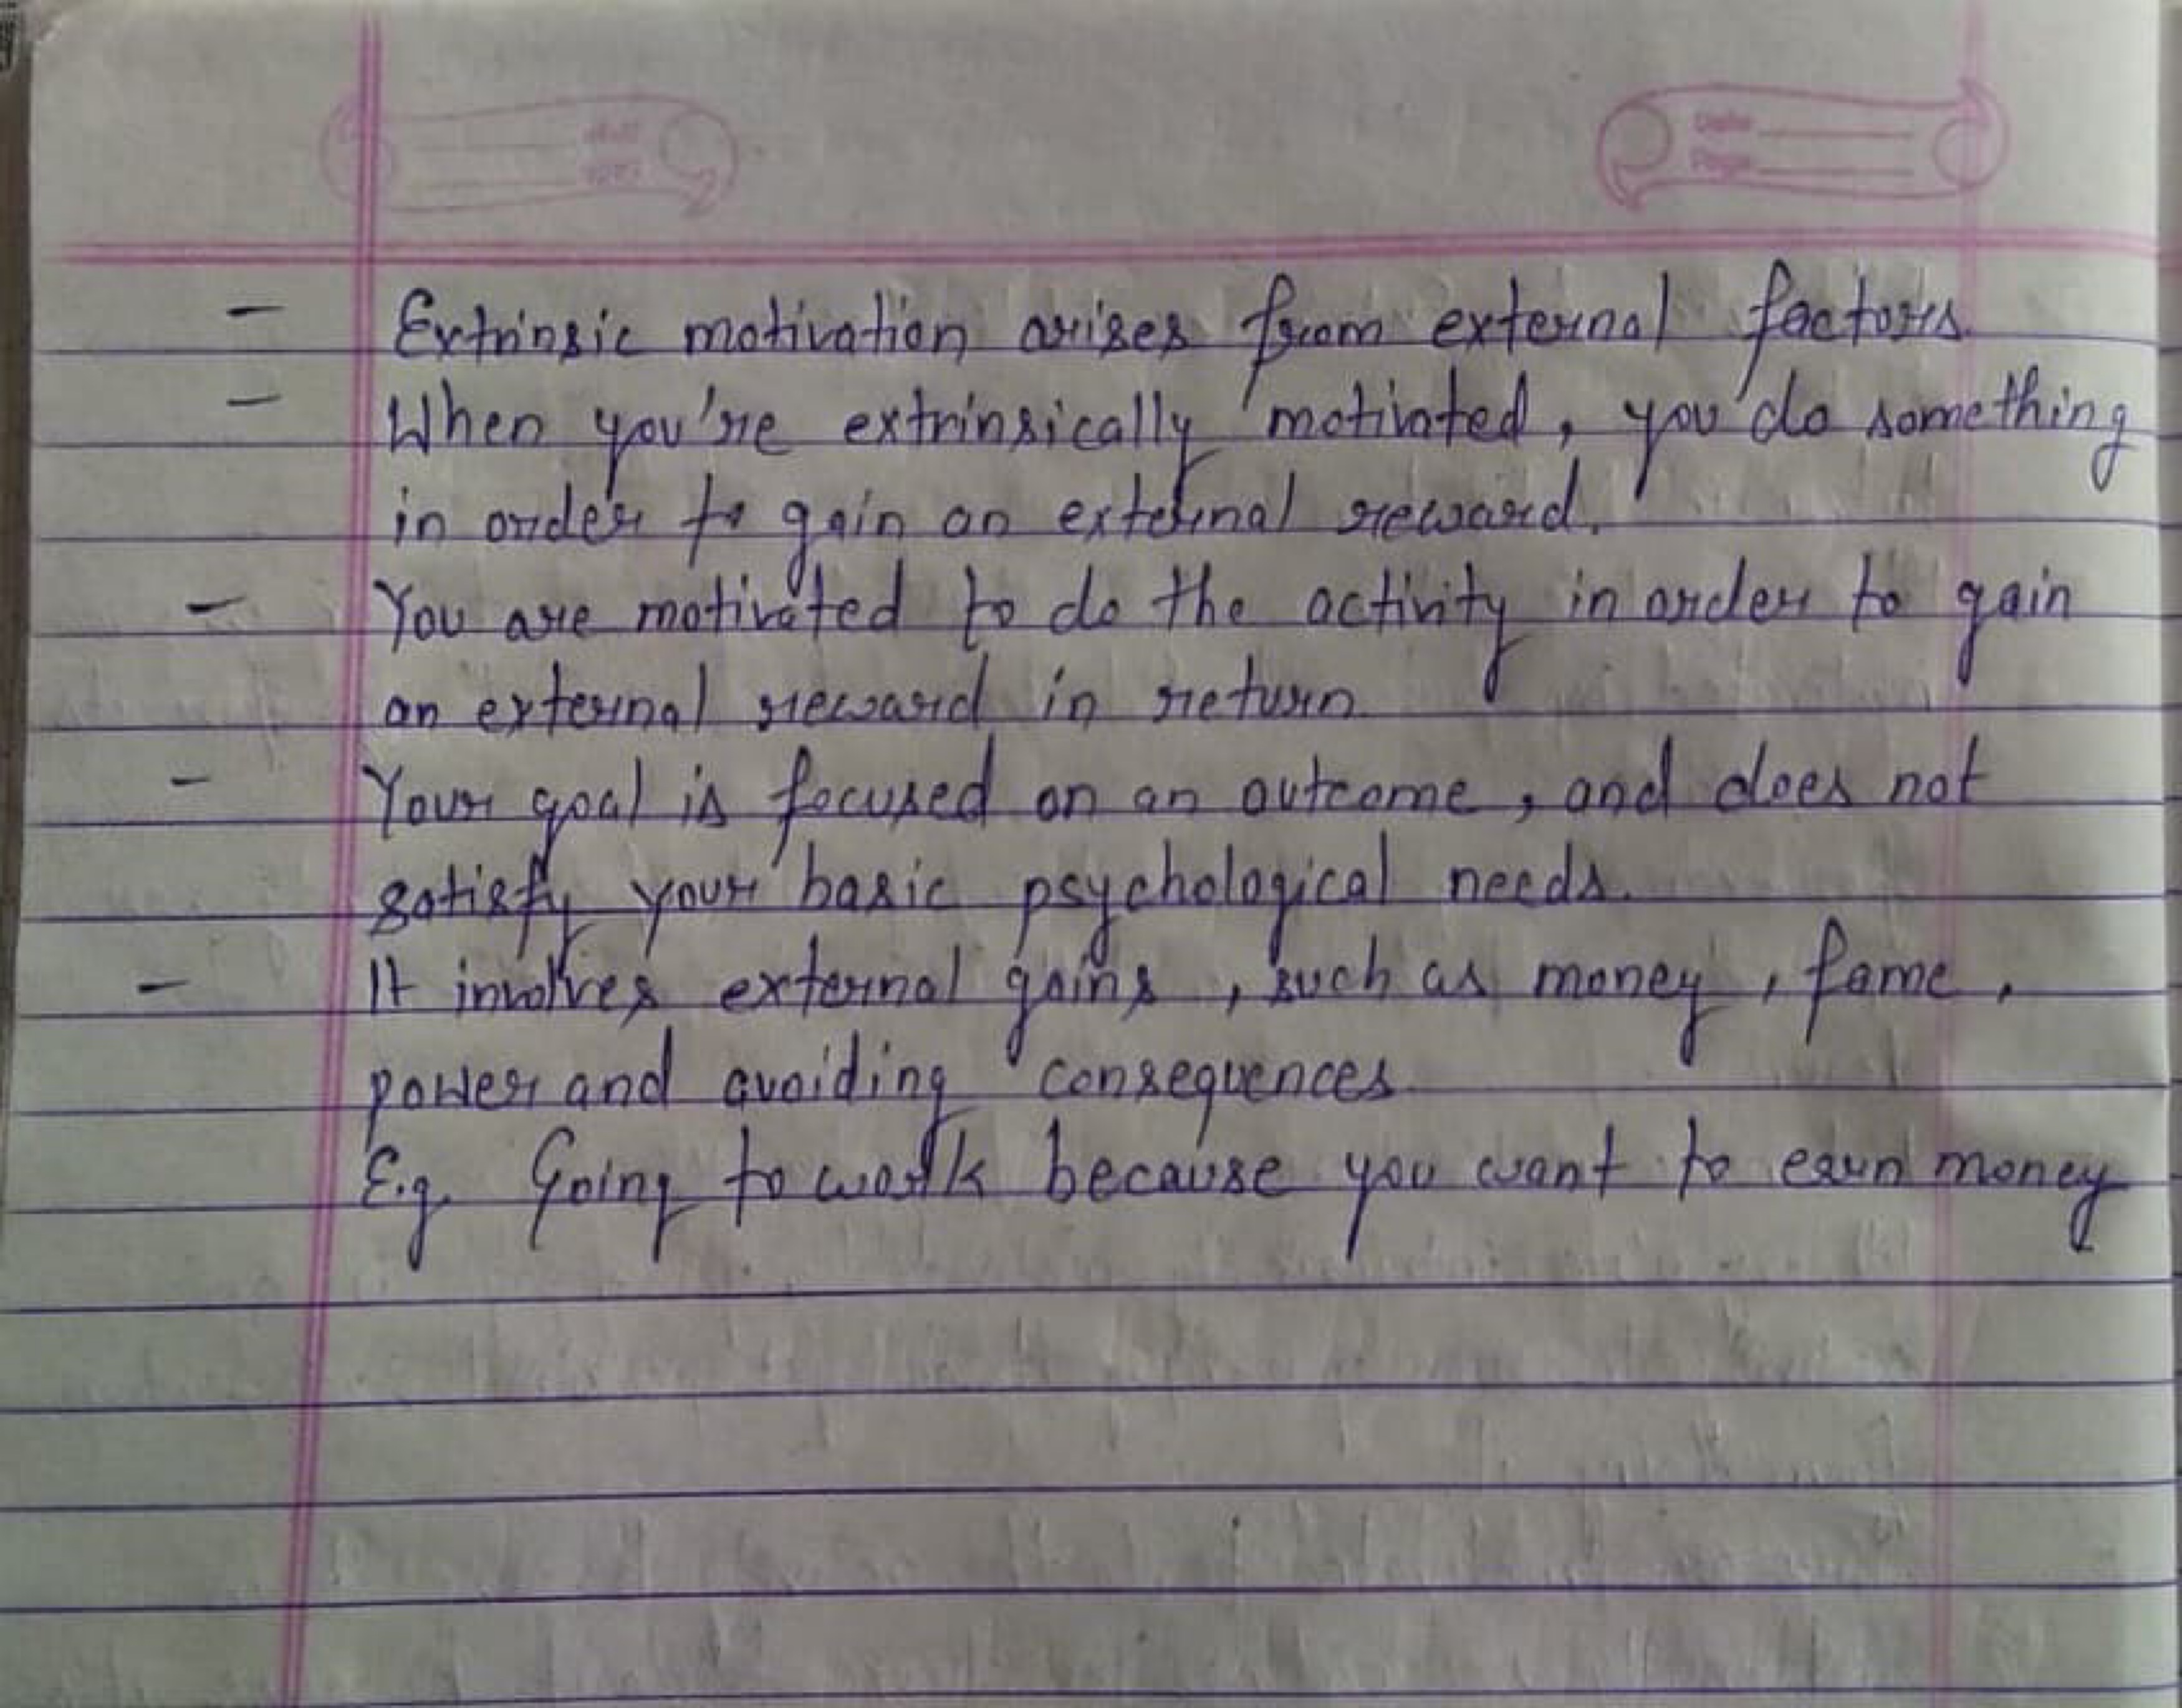 Date
Page
- Extrinsic motivation arises from external factors.
- When you're extrinsically motivated, you do something
in order to gain an external reward.
- You are motivated to do the activity in order to gain
an external reward in return
- Your goal is focused on an outcome, and does not
satisfy your basic psychological needs.
- It involves external gains, such as money, fame,
power and avoiding consequences
E.g. Going to work because you want to earn money